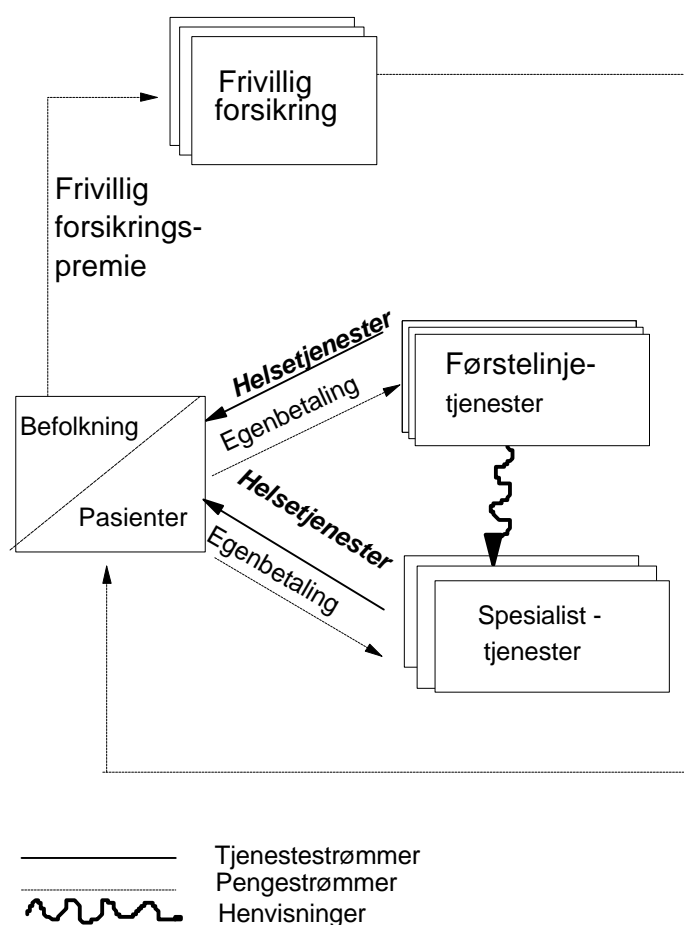 Frivillig
forsikring
Frivillig
forsikrings-
premie
Helsetjenester
Egenbetaling
Førstelinje-
tjenester
Befolkning
Pasienter
Helsetjenester
Egenbetaling
Spesialist -
tjenester
Tjenestestrømmer
Pengestrømmer
Henvisninger